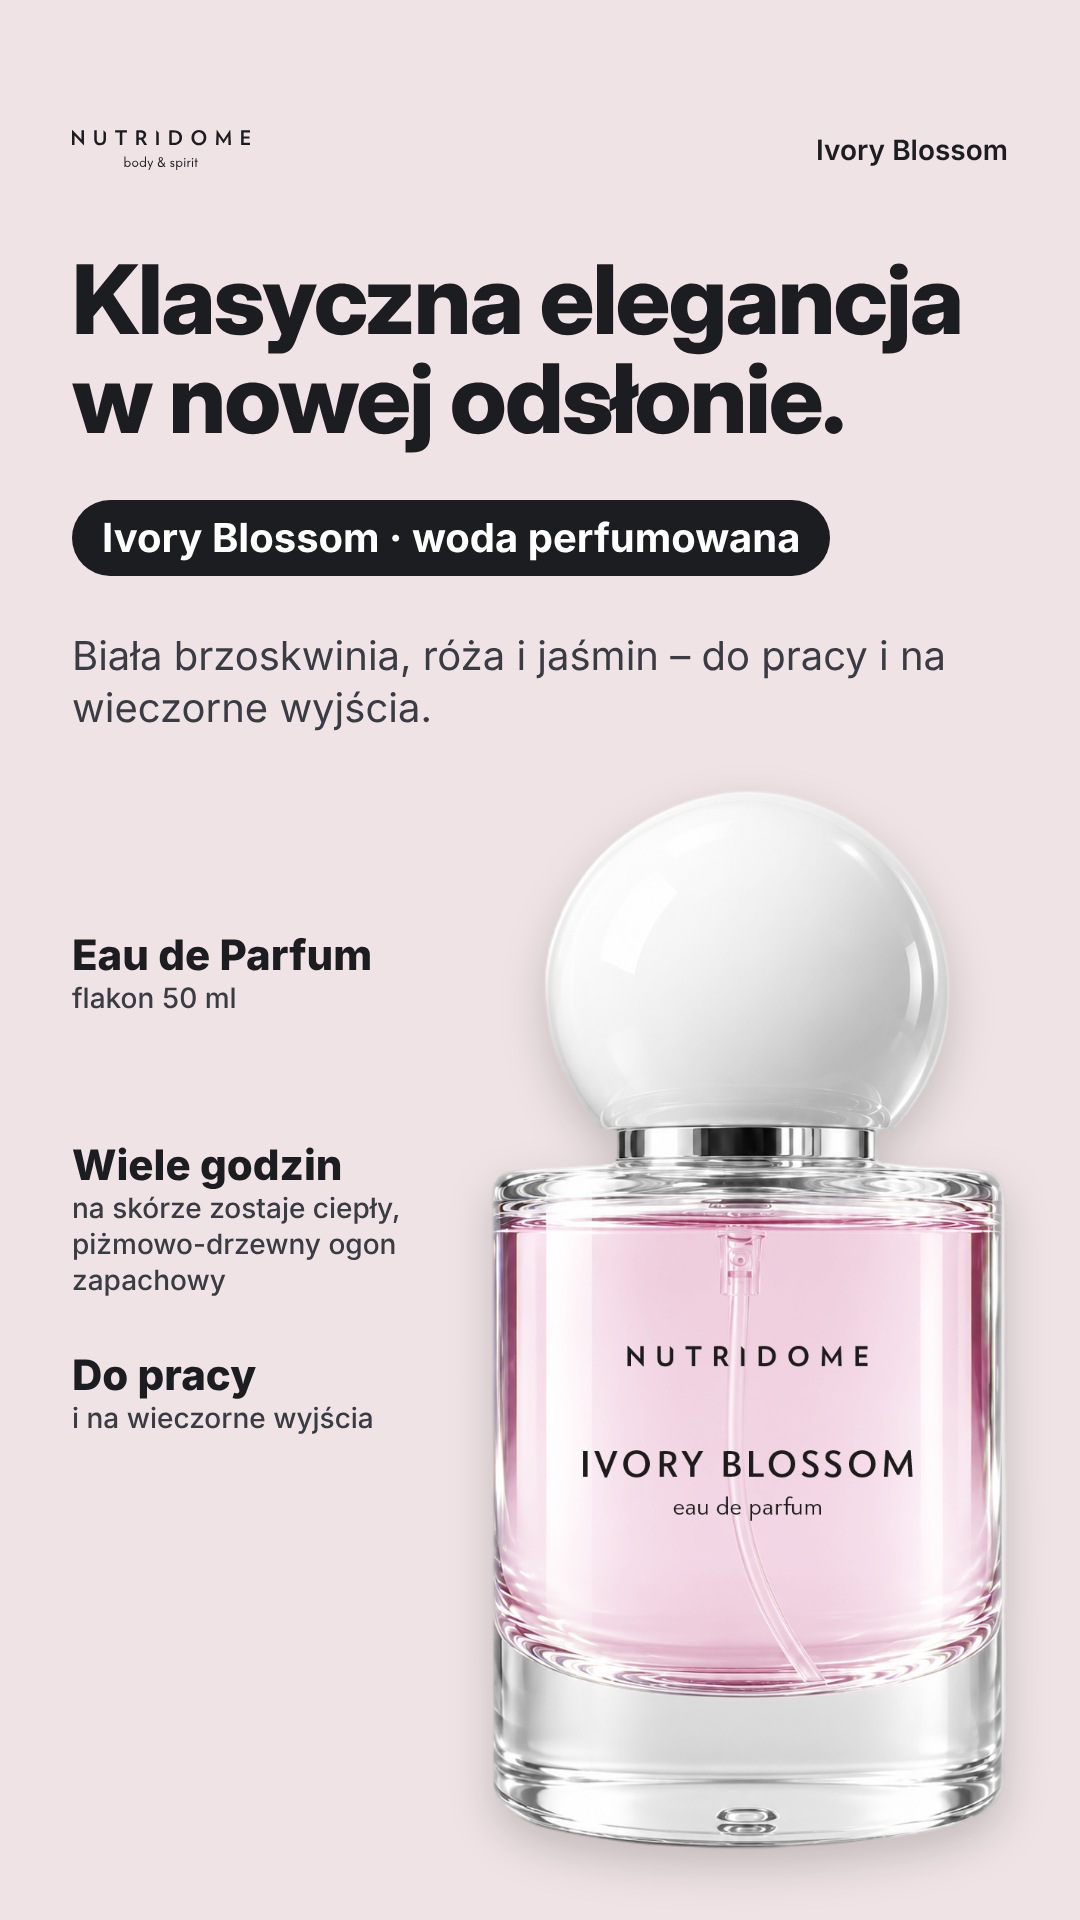 NUTRIDOME
body & spirit
Ivory Blossom
Klasyczna elegancja
w nowej odsłonie.
Ivory Blossom · woda perfumowana
Biała brzoskwinia, róża i jaśmin – do pracy i na
wieczorne wyjścia.
Eau de Parfum
flakon 50 ml
Wiele godzin
na skórze zostaje ciepły,
piżmowo-drzewny ogon
zapachowy
Do pracy
i na wieczorne wyjścia
NUTRIDOME
IVORY BLOSSOM
eau de parfum